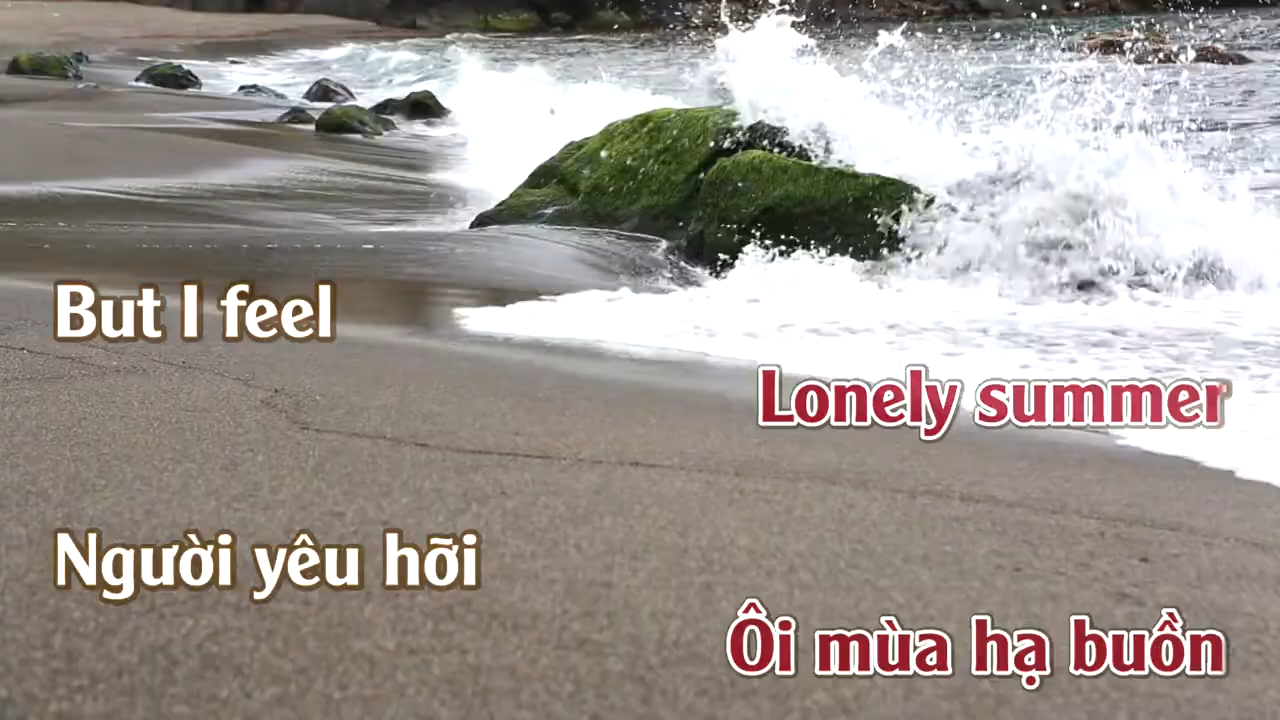 But I feel
Lonely summer
Người yêu hỡi
Ôi mùa hạ buồn